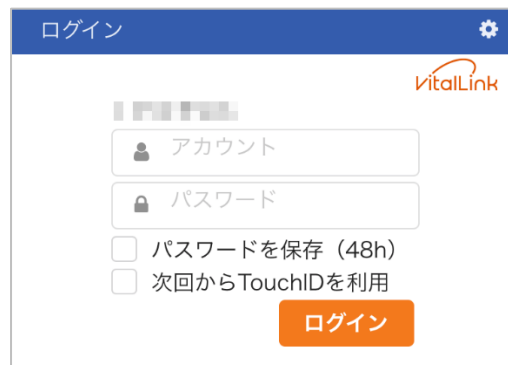 ログイン
VitalLink
アカウント
パスワード
パスワードを保存（48h）
次回からTouchIDを利用
ログイン